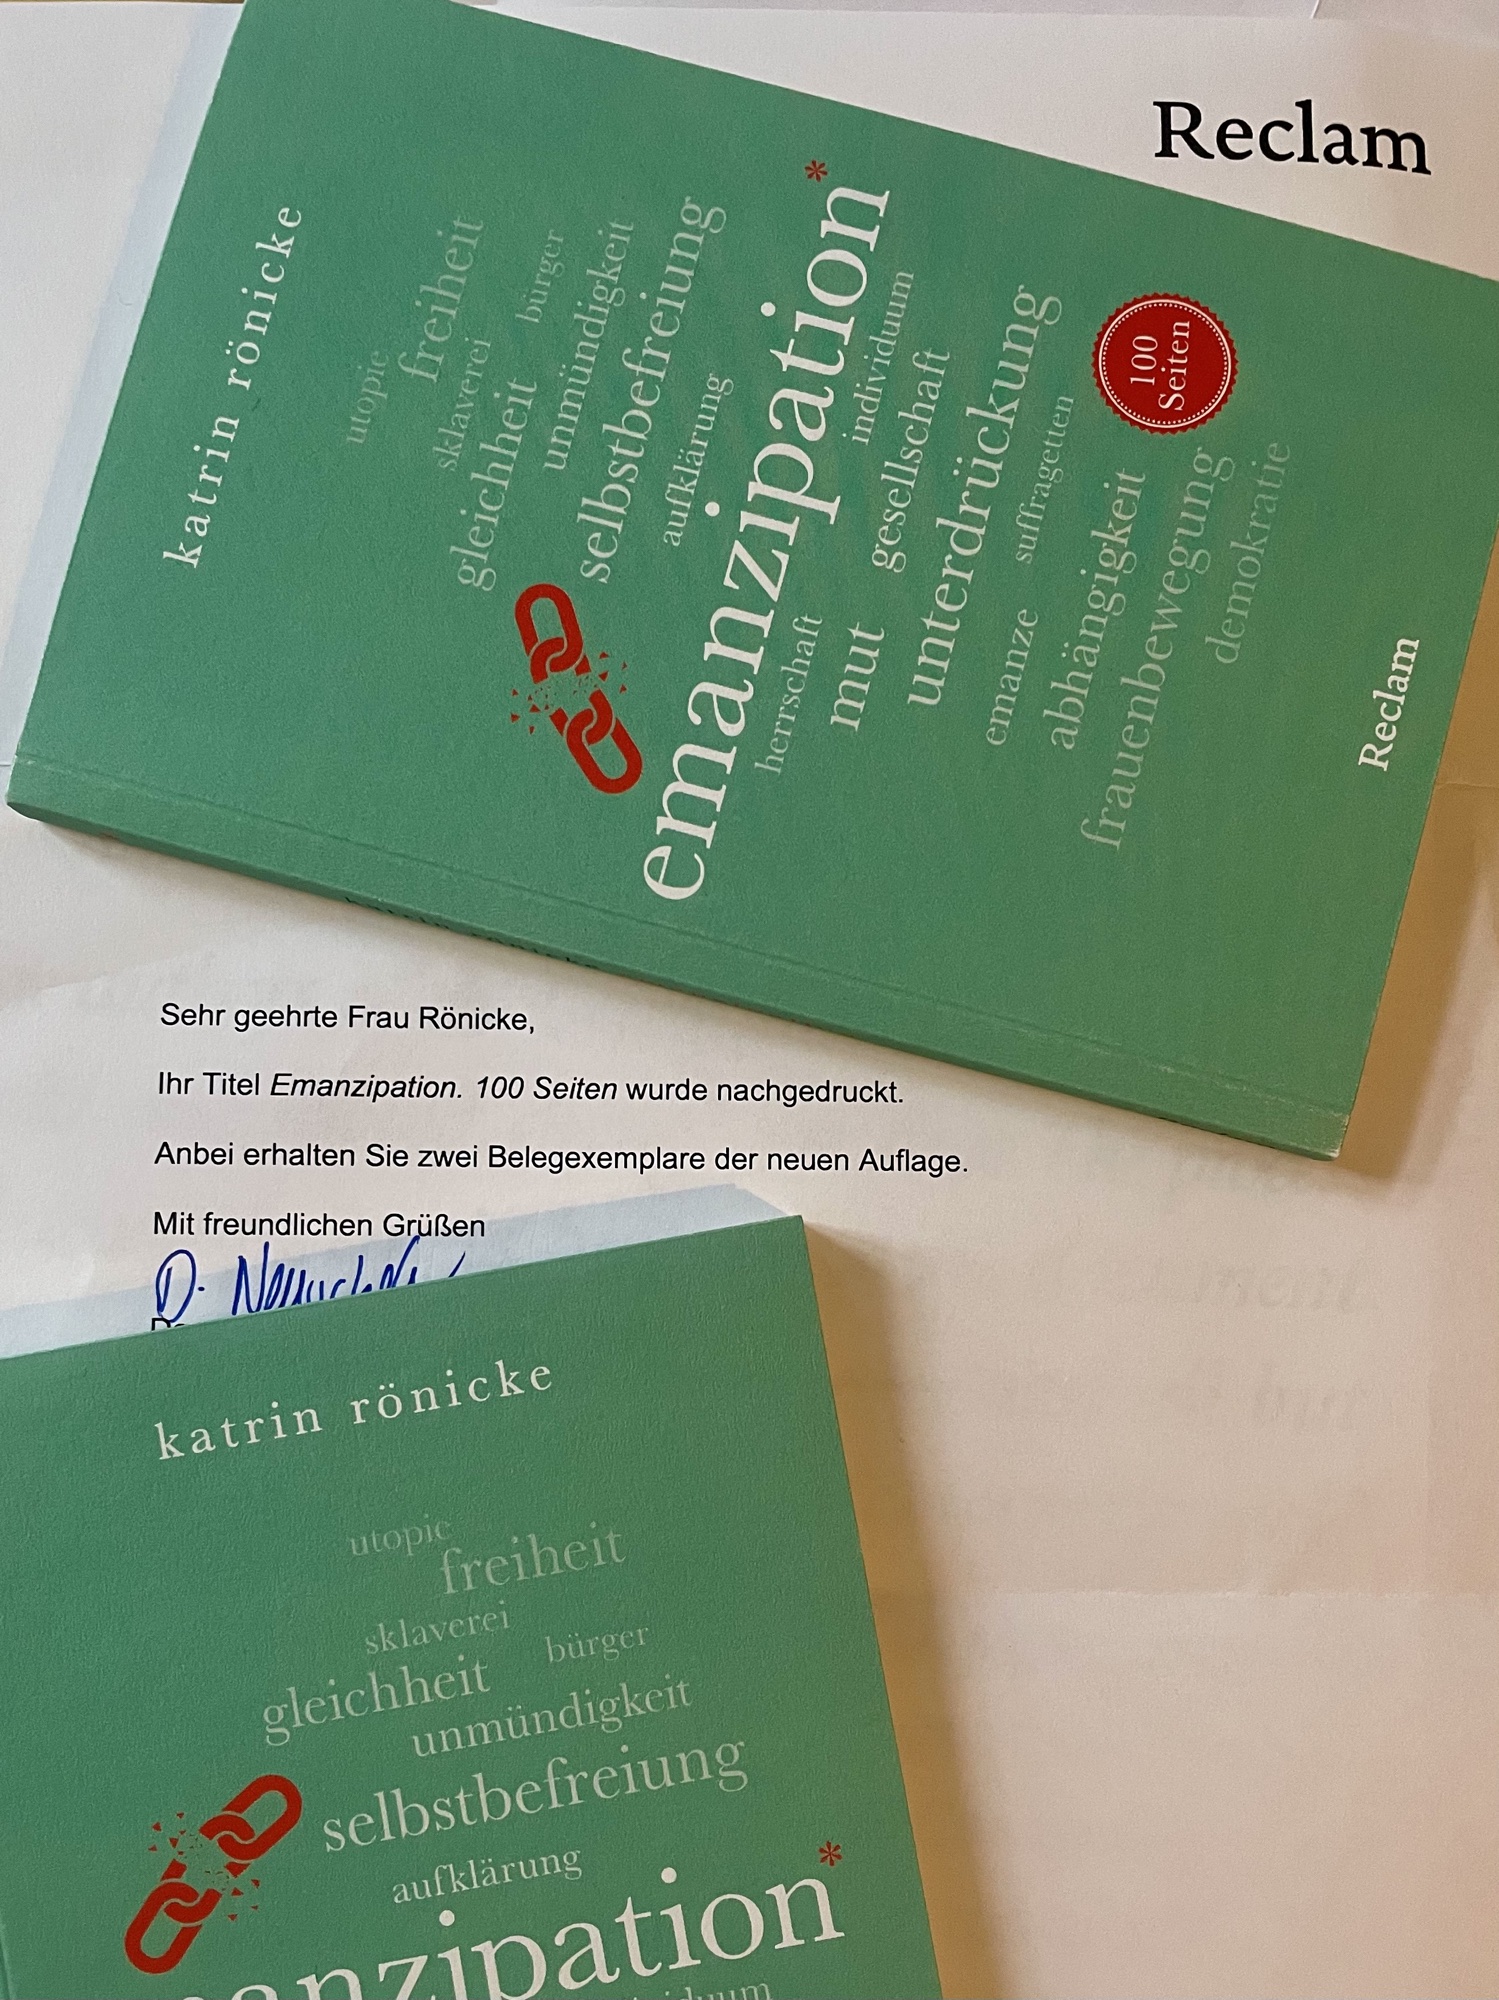 Reclam
katrin rönicke
utopie
freiheit
sklaverei
bürger
gleichheit
unmündigkeit
selbstbefreiung
aufklärung
emanzipation*
herrschaft
individuum
mut
gesellschaft
unterdrückung
emanze
suffragetten
abhängigkeit
frauenbewegung
demokratie
100
Seiten
Reclam
Sehr geehrte Frau Rönicke,
Ihr Titel Emanzipation. 100 Seiten wurde nachgedruckt.
Anbei erhalten Sie zwei Belegexemplare der neuen Auflage.
Mit freundlichen Grüßen
katrin rönicke
utopie
freiheit
sklaverei
bürger
gleichheit
unmündigkeit
selbstbefreiung
aufklärung
anzipation*